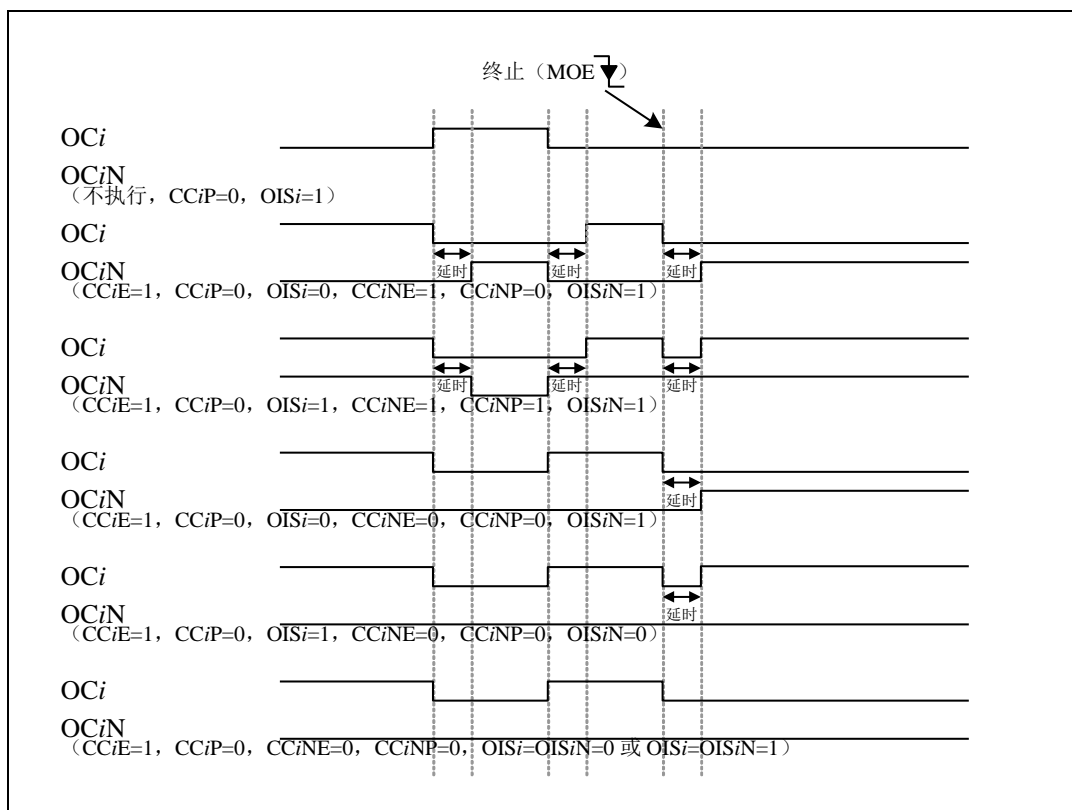 终止（MOE）
OCi
OCiN
（不执行，CCiP=0，OISi=1）
OCi
延时 延时 延时
OCiN
（CCiE=1，CCiP=0，OISi=0，CCiNE=1，CCiNP=0，OISiN=1）
OCi
延时 延时 延时
OCiN
（CCiE=1，CCiP=0，OISi=1，CCiNE=1，CCiNP=1，OISiN=1）
OCi
延时
OCiN
（CCiE=1，CCiP=0，OISi=0，CCiNE=0，CCiNP=0，OISiN=1）
OCi
延时
OCiN
（CCiE=1，CCiP=0，OISi=1，CCiNE=0，CCiNP=0，OISiN=0）
OCi
OCiN
（CCiE=1，CCiP=0，CCiNE=0，CCiNP=0，OISi=OISiN=0 或 OISi=OISiN=1）